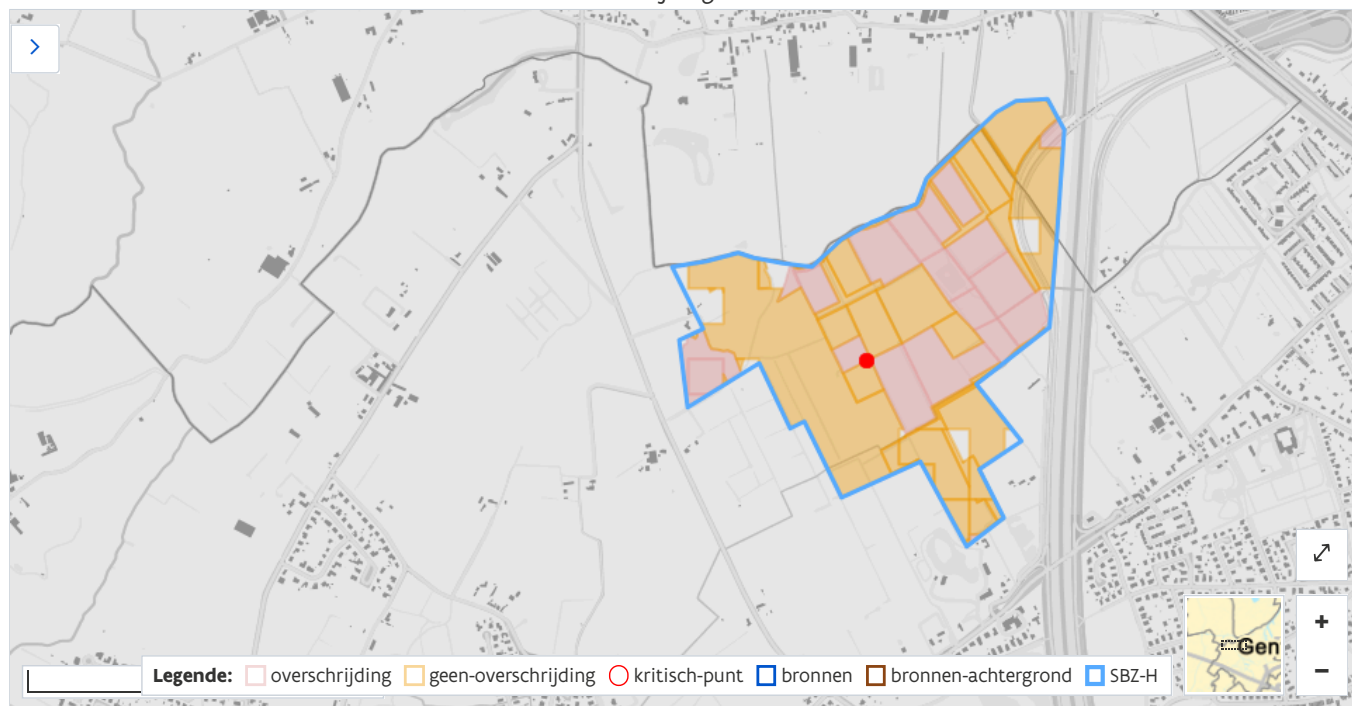 Legende: overschrijding geen-overschrijding kritisch-punt bronnen bronnen-achtergrond SBZ-H
Gen
+
−